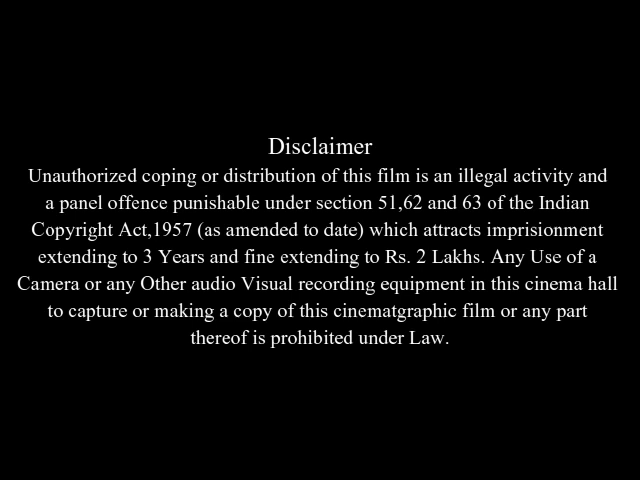 Disclaimer
Unauthorized coping or distribution of this film is an illegal activity and
a panel offence punishable under section 51,62 and 63 of the Indian
Copyright Act,1957 (as amended to date) which attracts imprisionment
extending to 3 Years and fine extending to Rs. 2 Lakhs. Any Use of a
Camera or any Other audio Visual recording equipment in this cinema hall
to capture or making a copy of this cinematgraphic film or any part
thereof is prohibited under Law.